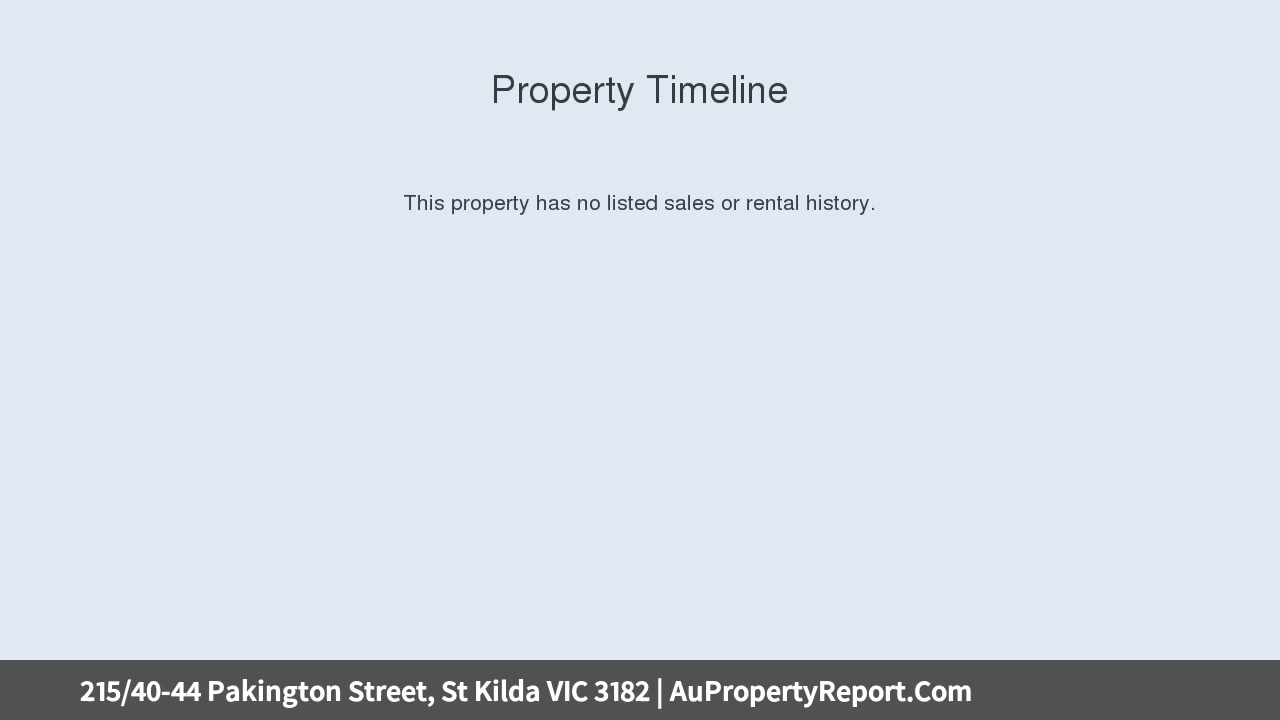 Property Timeline
This property has no listed sales or rental history.
215/40-44 Pakington Street, St Kilda VIC 3182 | AuPropertyReport.Com